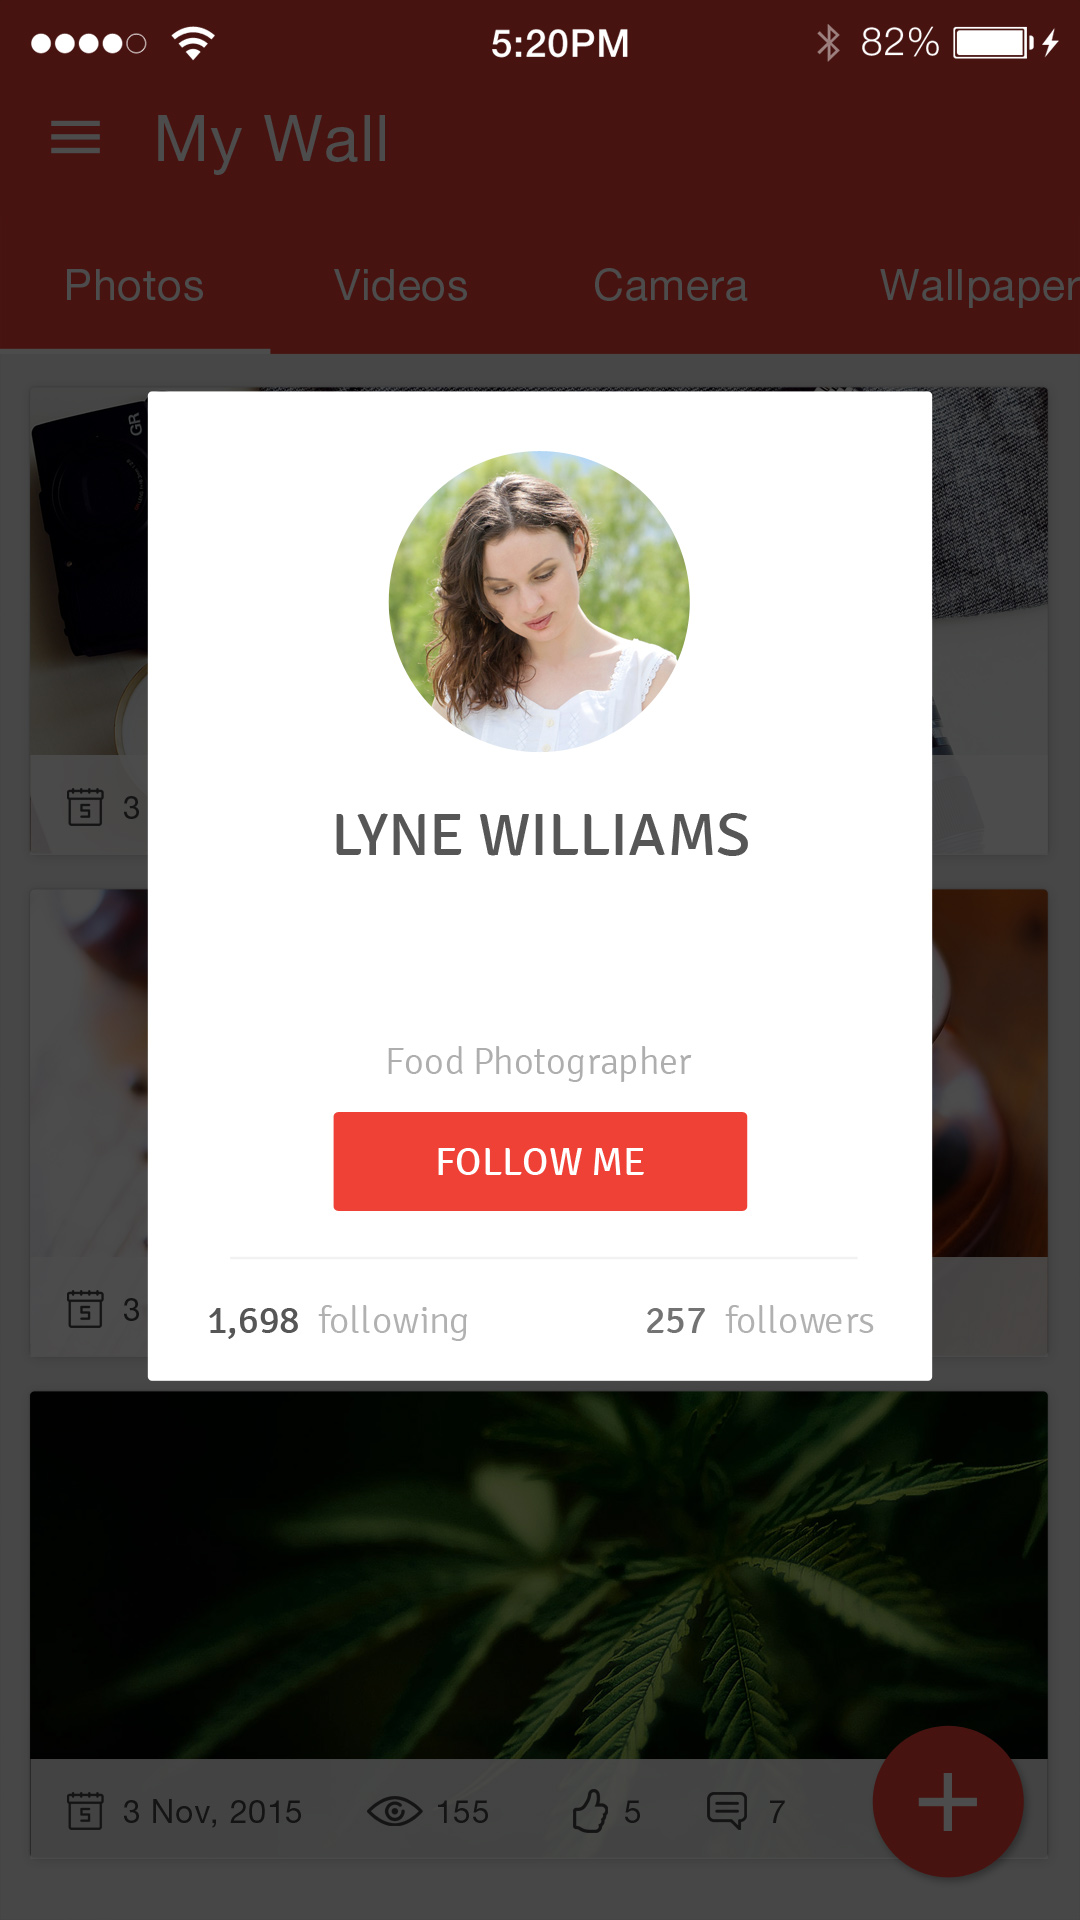 5:20PM 82%
My Wall
Photos Videos Camera Wallpaper
GR
LYNE WILLIAMS
3
Food Photographer
FOLLOW ME
5 3
1,698 following 257 followers
5 3 Nov, 2015 155 5 7